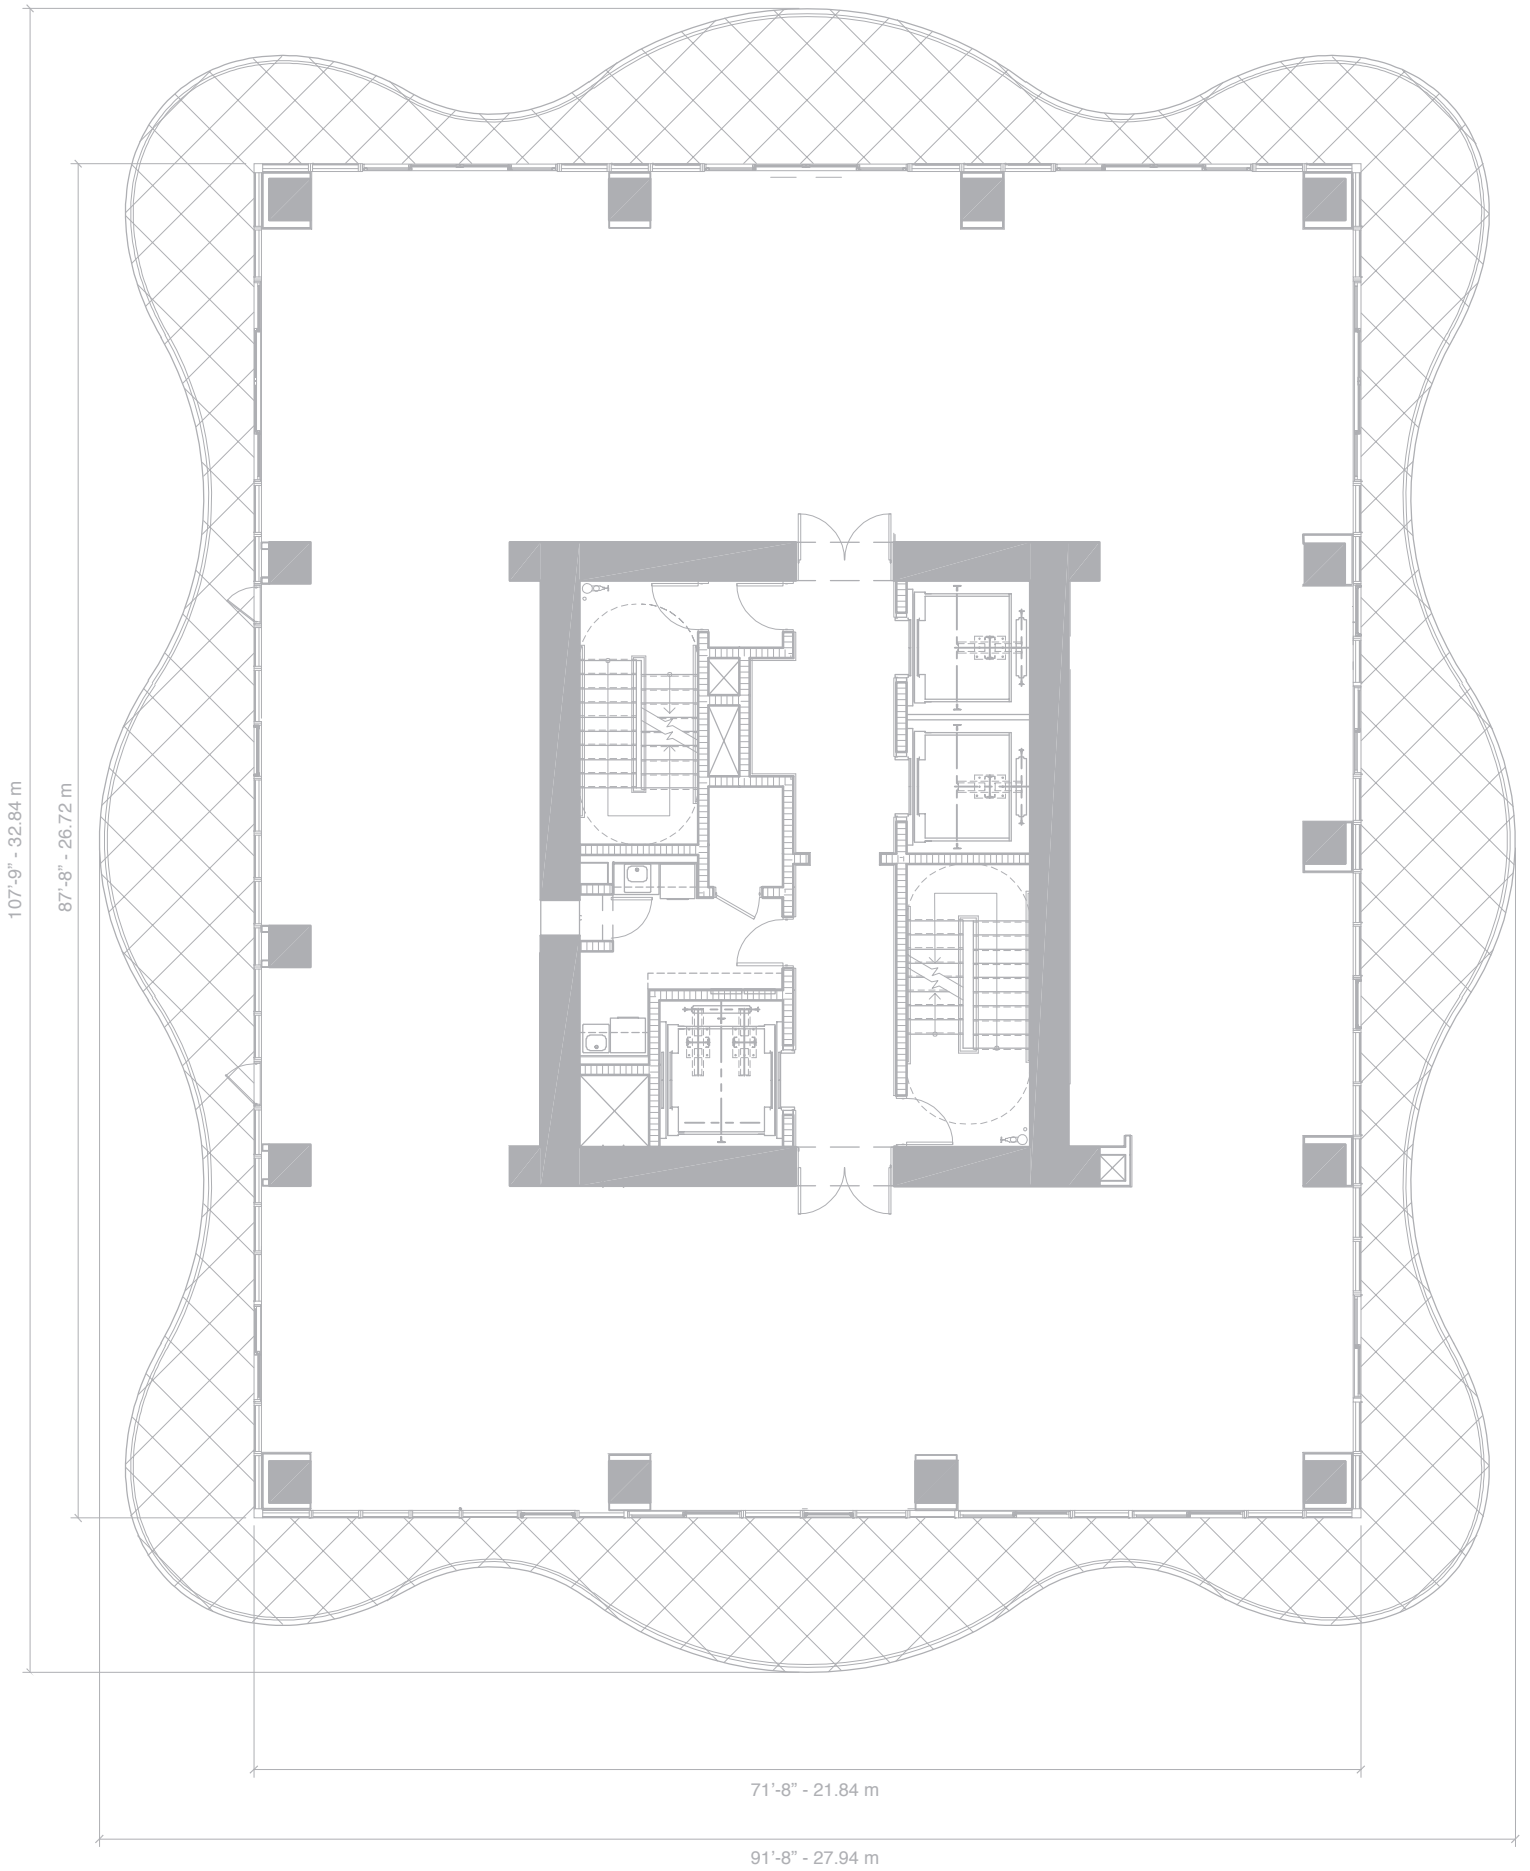 107’-9” - 32.84 m
87’-8” - 26.72 m
71’-8” - 21.84 m
91’-8” - 27.94 m